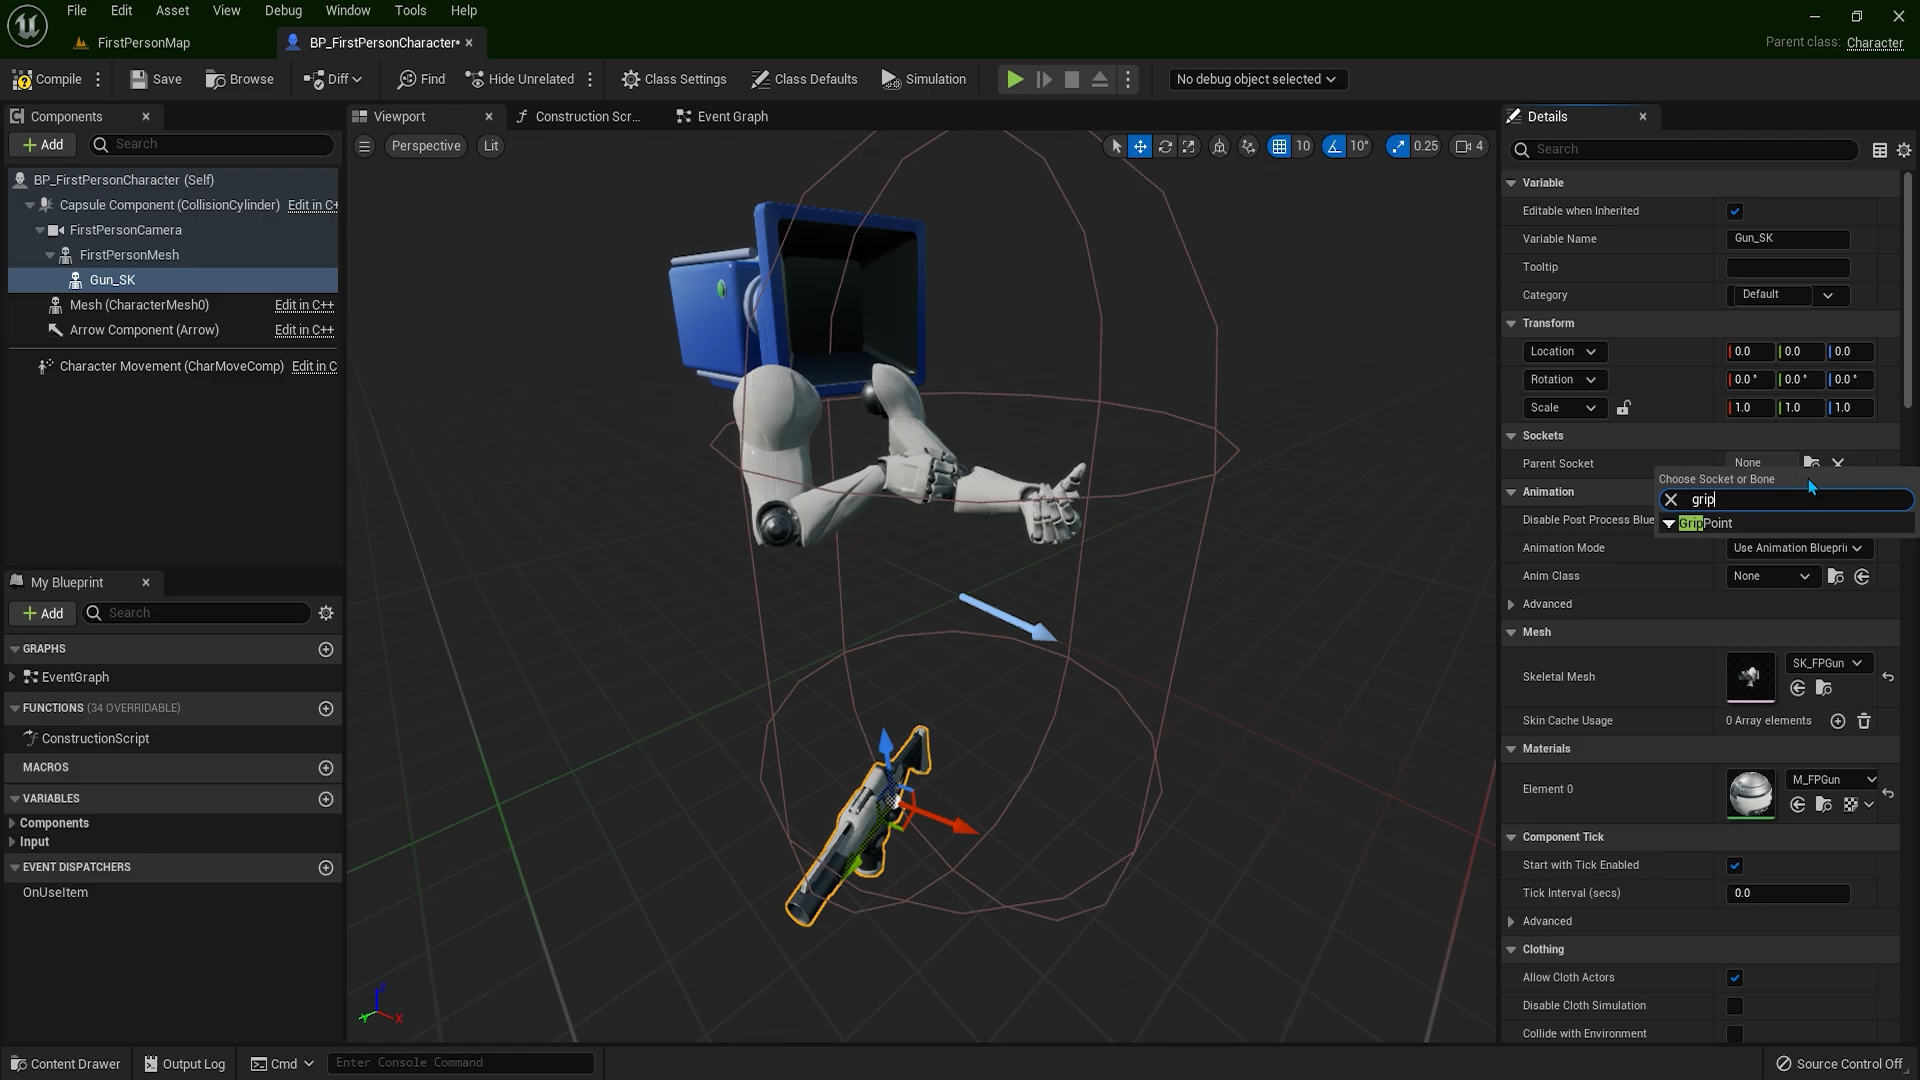 File Edit Asset View Debug Window Tools Help
FirstPersonMap
BP_FirstPersonCharacter*
Parent class: Character
Compile Save Browse Diff Find Hide Unrelated Class Settings Class Defaults Simulation No debug object selected
Components
Add Search
BP_FirstPersonCharacter (Self)
Capsule Component (CollisionCylinder) Edit in C+
FirstPersonCamera
FirstPersonMesh
Gun_SK
Mesh (CharacterMesh0) Edit in C++
Arrow Component (Arrow) Edit in C++
Character Movement (CharMoveComp) Edit in C
My Blueprint
Add Search
GRAPHS
EventGraph
FUNCTIONS (34 OVERRIDABLE)
ConstructionScript
MACROS
VARIABLES
Components
Input
EVENT DISPATCHERS
OnUseItem
Viewport Construction Scr... Event Graph
Perspective Lit 10 10° 0.25 4
Z
Y X
Details
Search
Variable
Editable when Inherited
Variable Name Gun_SK
Tooltip
Category Default
Transform
Location 0.0 0.0 0.0
Rotation 0.0° 0.0° 0.0°
Scale 1.0 1.0 1.0
Sockets
Parent Socket None
Choose Socket or Bone
grip
GripPoint
Animation
Disable Post Process Blue
Animation Mode Use Animation Blueprin
Anim Class None
Advanced
Mesh
Skeletal Mesh SK_FPGun
Skin Cache Usage 0 Array elements
Materials
Element 0 M_FPGun
Component Tick
Start with Tick Enabled
Tick Interval (secs) 0.0
Advanced
Clothing
Allow Cloth Actors
Disable Cloth Simulation
Collide with Environment
Content Drawer Output Log Cmd Enter Console Command Source Control Off